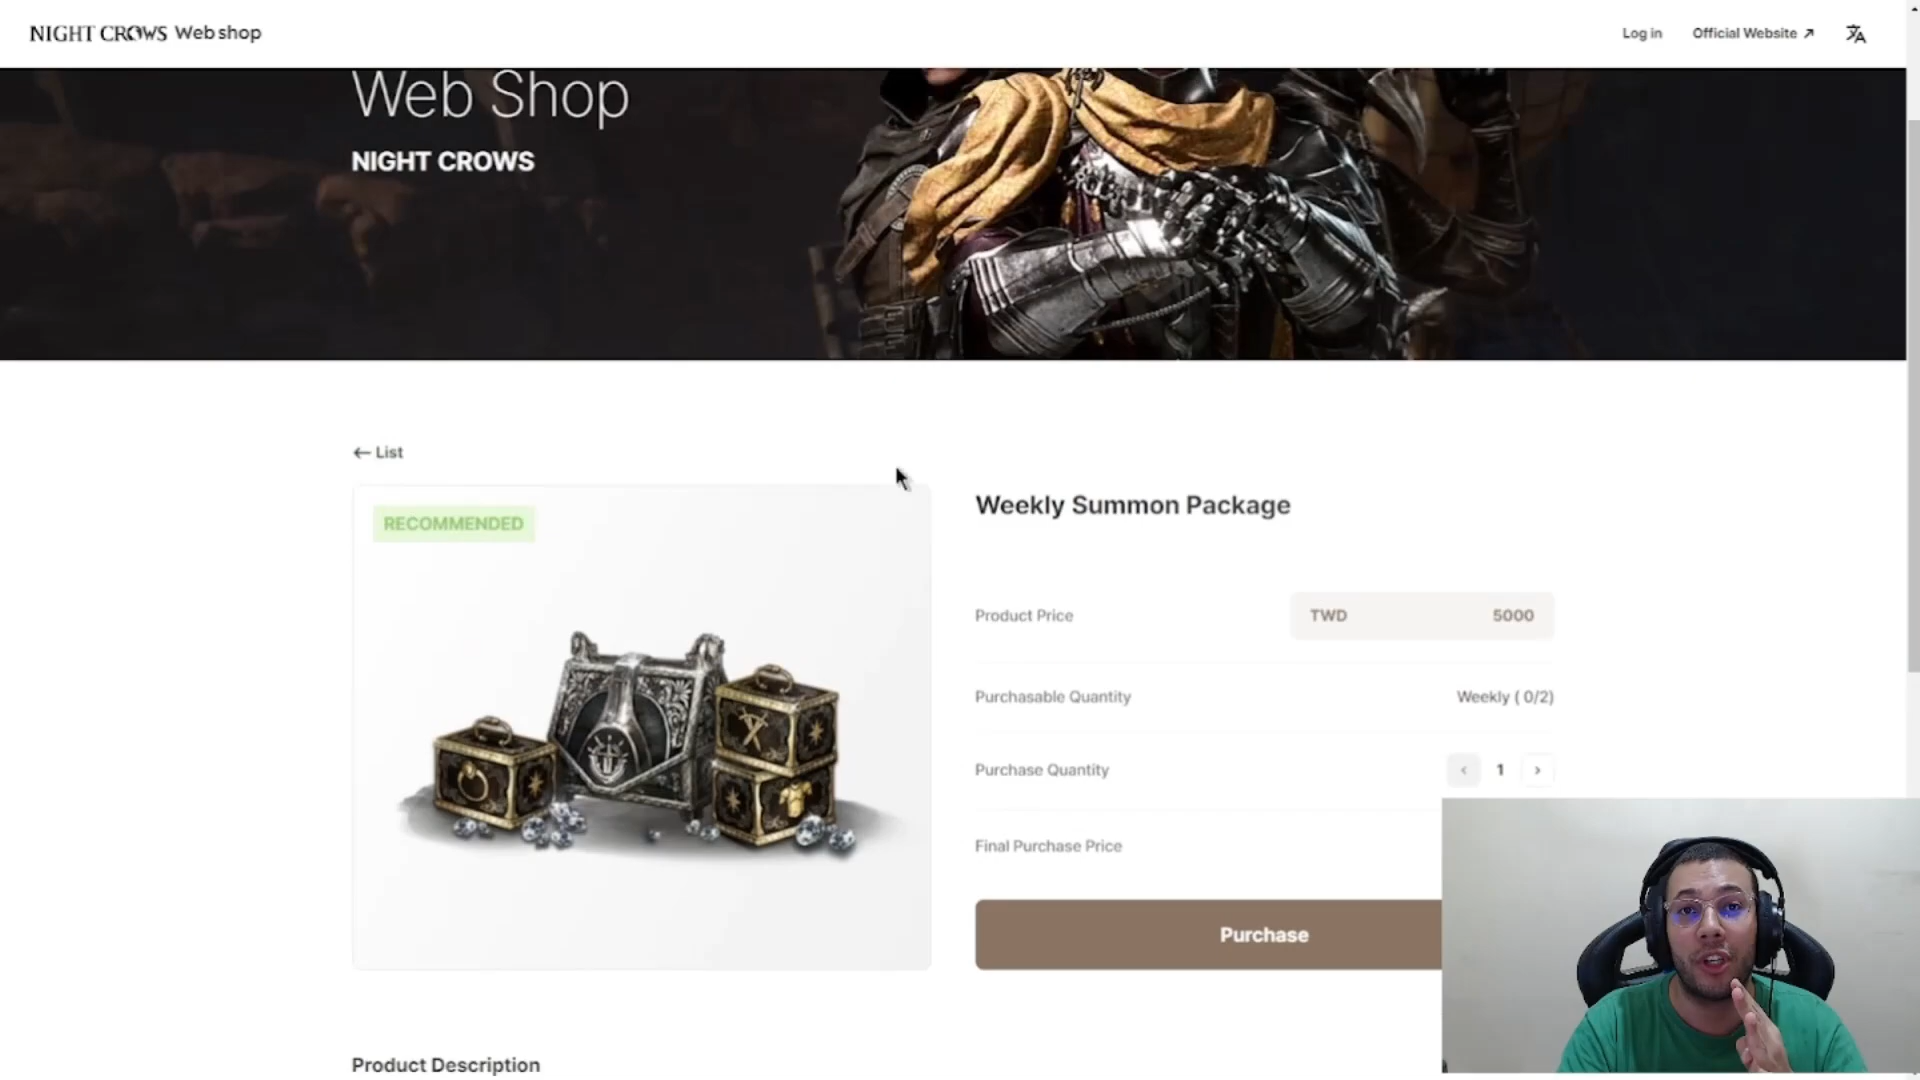 NIGHT CROWS Web shop
Log in
Official Website ↗
Web Shop
NIGHT CROWS
← List
RECOMMENDED
Weekly Summon Package
Product Price
TWD 5000
Purchasable Quantity
Weekly ( 0/2)
Purchase Quantity
‹ 1 ›
Final Purchase Price
Purchase
Product Description